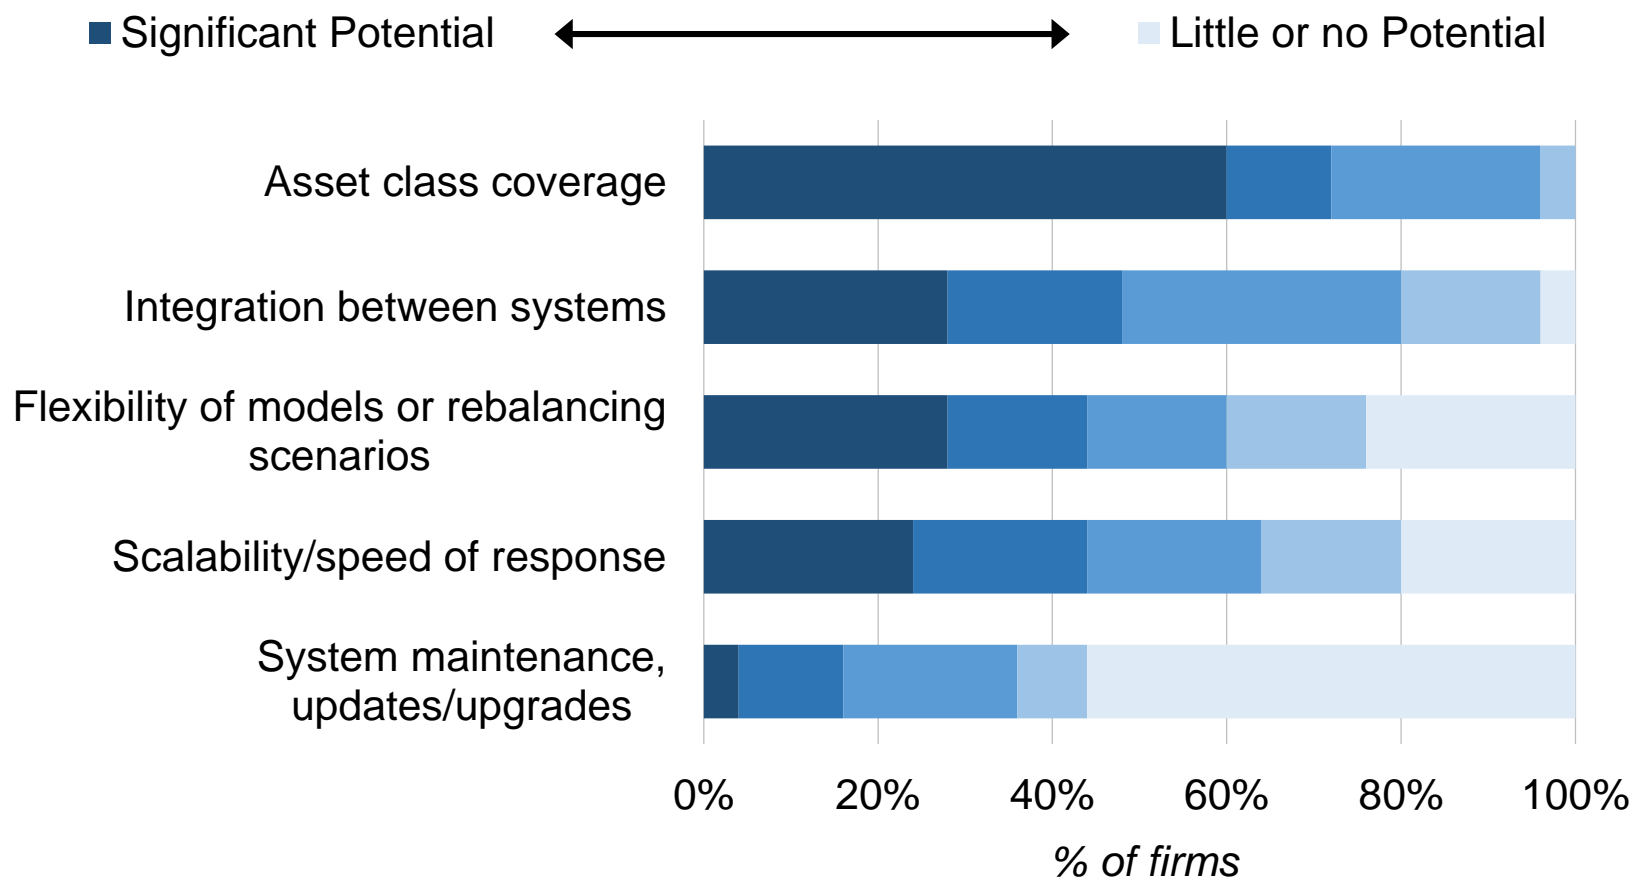 Significant Potential
Little or no Potential
Asset class coverage
Integration between systems
Flexibility of models or rebalancing
scenarios
Scalability/speed of response
System maintenance,
updates/upgrades
0% 20% 40% 60% 80% 100%
% of firms